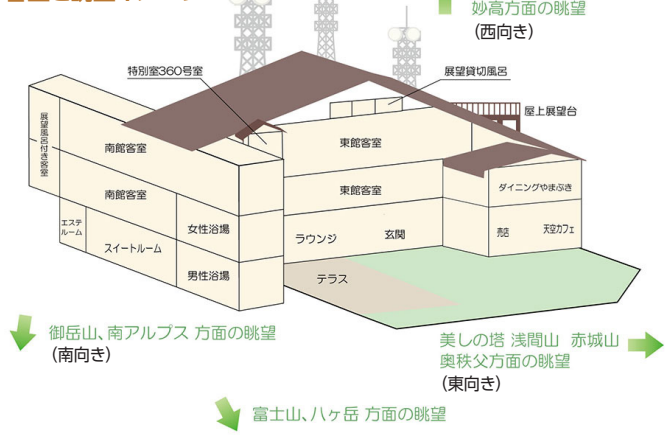 妙高方面の眺望
(西向き)
特別室360号室
展望貸切風呂
屋上展望台
展望風呂付き客室
南館客室
東館客室
南館客室
東館客室
ダイニングやまぶき
エステ
ルーム
スイートルーム
女性浴場
男性浴場
ラウンジ
玄関
売店
天空カフェ
テラス
御岳山、南アルプス 方面の眺望
(南向き)
美しの塔 浅間山 赤城山
奥秩父方面の眺望
(東向き)
富士山、八ヶ岳 方面の眺望